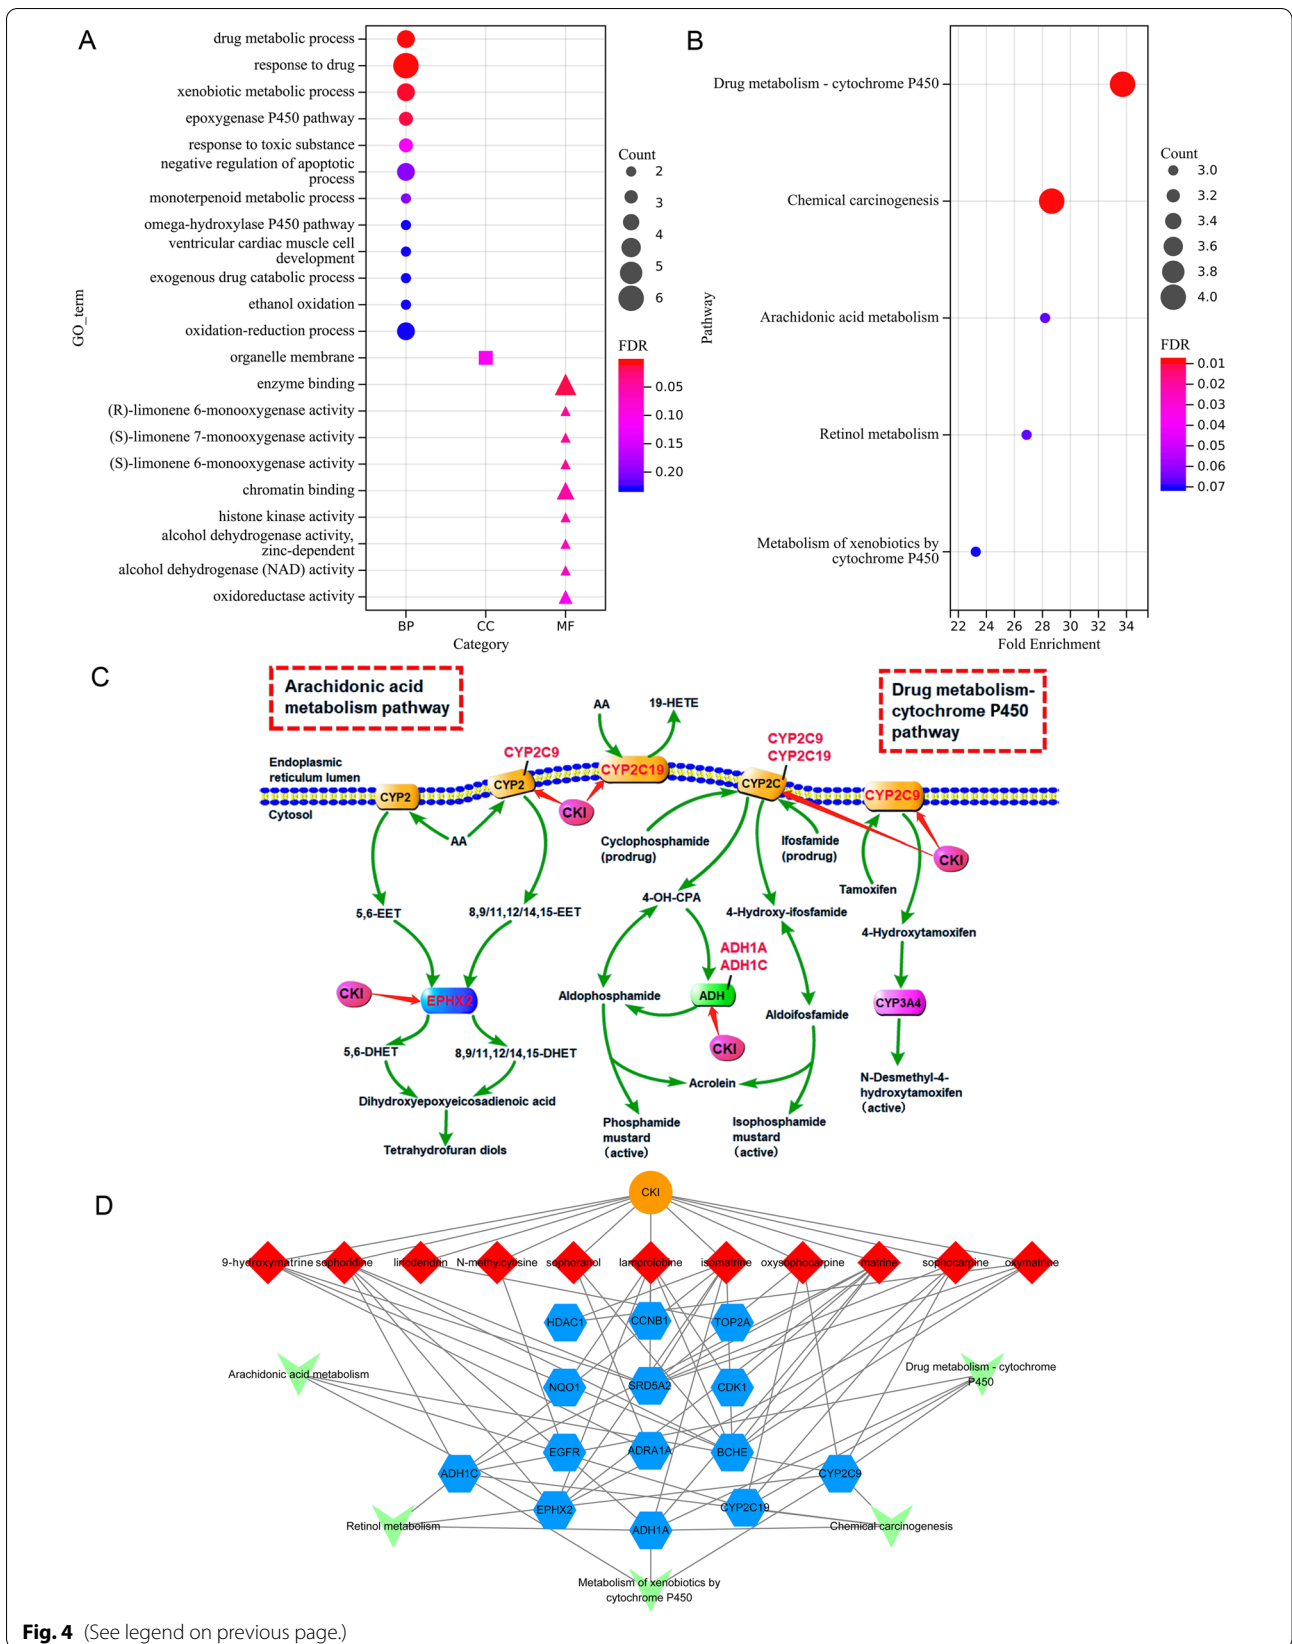 A
drug metabolic process
response to drug
xenobiotic metabolic process
epoxygenase P450 pathway
response to toxic substance
negative regulation of apoptotic
process
monoterpenoid metabolic process
omega-hydroxylase P450 pathway
ventricular cardiac muscle cell
development
exogenous drug catabolic process
ethanol oxidation
oxidation-reduction process
organelle membrane
enzyme binding
(R)-limonene 6-monooxygenase activity
(S)-limonene 7-monooxygenase activity
(S)-limonene 6-monooxygenase activity
chromatin binding
histone kinase activity
alcohol dehydrogenase activity,
zinc-dependent
alcohol dehydrogenase (NAD) activity
oxidoreductase activity
GO_term
BP CC MF
Category
Count
2
3
4
5
6
FDR
0.05
0.10
0.15
0.20
B
Drug metabolism - cytochrome P450
Chemical carcinogenesis
Arachidonic acid metabolism
Retinol metabolism
Metabolism of xenobiotics by
cytochrome P450
Pathway
22 24 26 28 30 32 34
Fold Enrichment
Count
3.0
3.2
3.4
3.6
3.8
4.0
FDR
0.01
0.02
0.03
0.04
0.05
0.06
0.07
C
Arachidonic acid
metabolism pathway
Drug metabolism-
cytochrome P450
pathway
AA
19-HETE
CYP2C9
CYP2C9
CYP2C19
Endoplasmic
reticulum lumen
Cytosol
CYP2
CYP2
CYP2C19
CYP2C
CYP2C9
CKI
AA
Cyclophosphamide
(prodrug)
Ifosfamide
(prodrug)
CKI
Tamoxifen
5,6-EET
8,9/11,12/14,15-EET
4-OH-CPA
4-Hydroxy-ifosfamide
4-Hydroxytamoxifen
ADH1A
ADH1C
CKI
EPHX2
Aldophosphamide
ADH
Aldoifosfamide
CYP3A4
CKI
5,6-DHET
8,9/11,12/14,15-DHET
Acrolein
N-Desmethyl-4-
hydroxytamoxifen
(active)
Dihydroxyepoxyeicosadienoic acid
Phosphamide
mustard
(active)
Isophosphamide
mustard
(active)
Tetrahydrofuran diols
D
CKI
9-hydroxymatrine sophoridine liriodendrin N-methylcytisine sophoranol lamprolobine isomatrine oxysophocarpine matrine sophocarpine oxymatrine
HDAC1 CCNB1 TOP2A
Arachidonic acid metabolism
Drug metabolism - cytochrome
P450
NQO1 SRD5A2 CDK1
EGFR ADRA1A BCHE
ADH1C CYP2C9
EPHX2 CYP2C19
Retinol metabolism ADH1A Chemical carcinogenesis
Metabolism of xenobiotics by
cytochrome P450
Fig. 4 (See legend on previous page.)